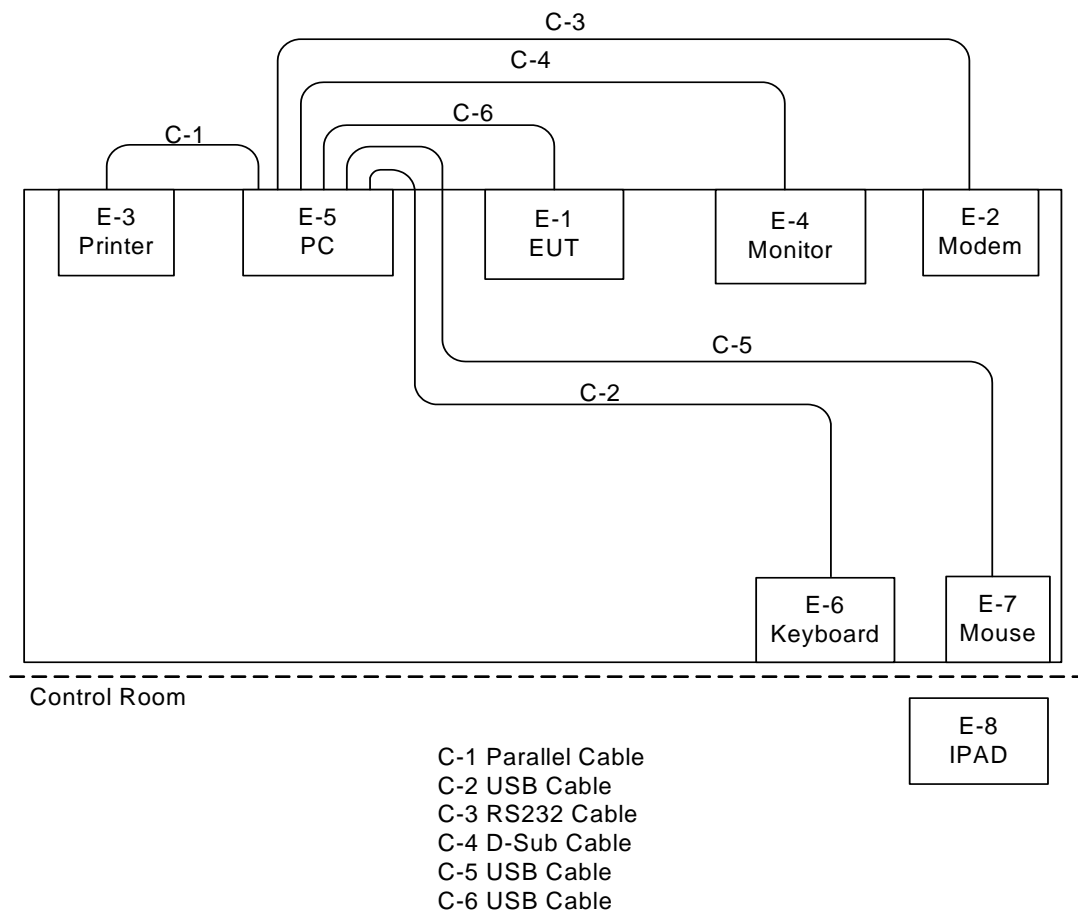 C-3
C-4
C-6
C-1
E-3
Printer
E-5
PC
E-1
EUT
E-4
Monitor
E-2
Modem
C-5
C-2
E-6
Keyboard
E-7
Mouse
Control Room
E-8
IPAD
C-1 Parallel Cable
C-2 USB Cable
C-3 RS232 Cable
C-4 D-Sub Cable
C-5 USB Cable
C-6 USB Cable